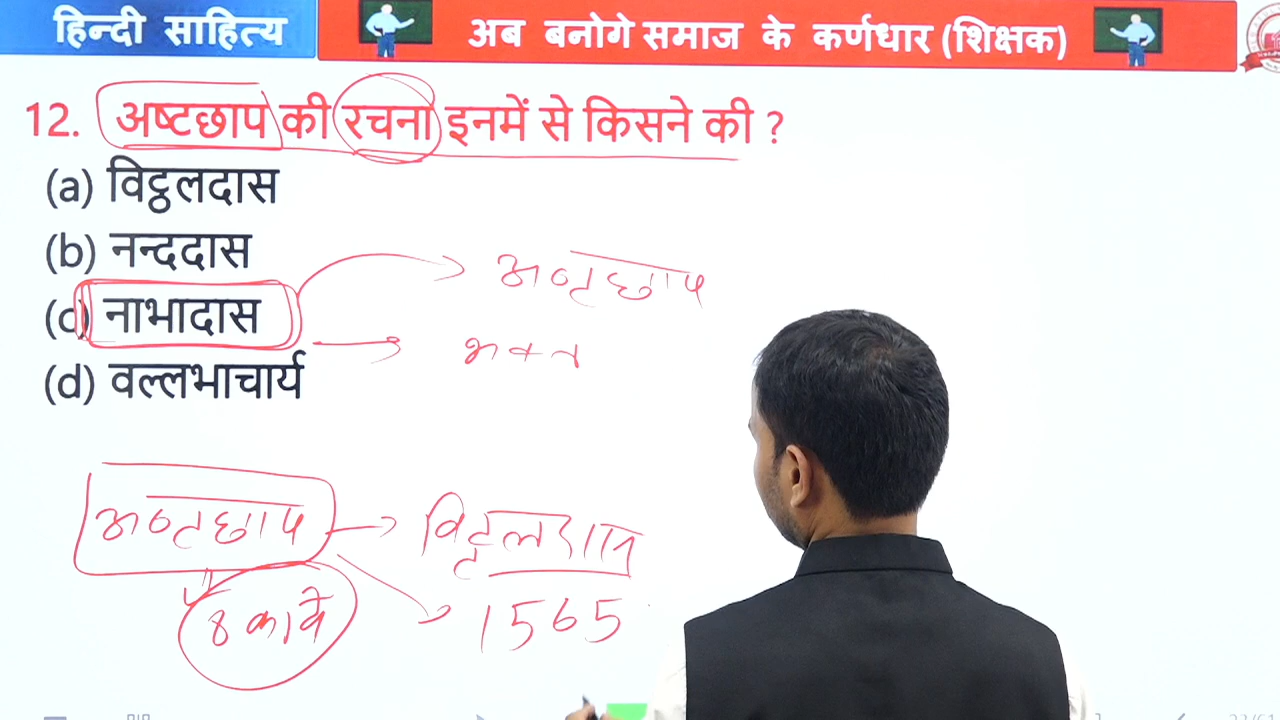 हिन्दी साहित्य
अब बनोगे समाज के कर्णधार (शिक्षक)
12. अष्टछाप की रचना इनमें से किसने की ?
(a) विट्ठलदास
(b) नन्ददास
अष्टछाप
(c) नाभादास
भक्त
(d) वल्लभाचार्य
अष्टछाप
विट्ठलदास
8 कवि
1565